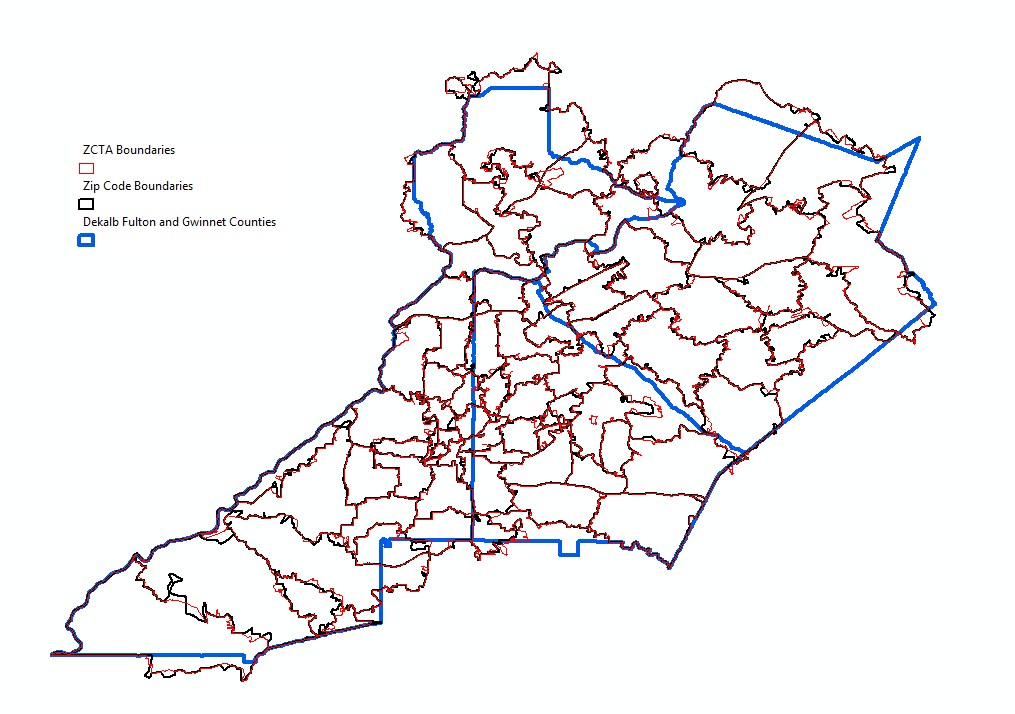 ZCTA Boundaries
Zip Code Boundaries
Dekalb Fulton and Gwinnet Counties